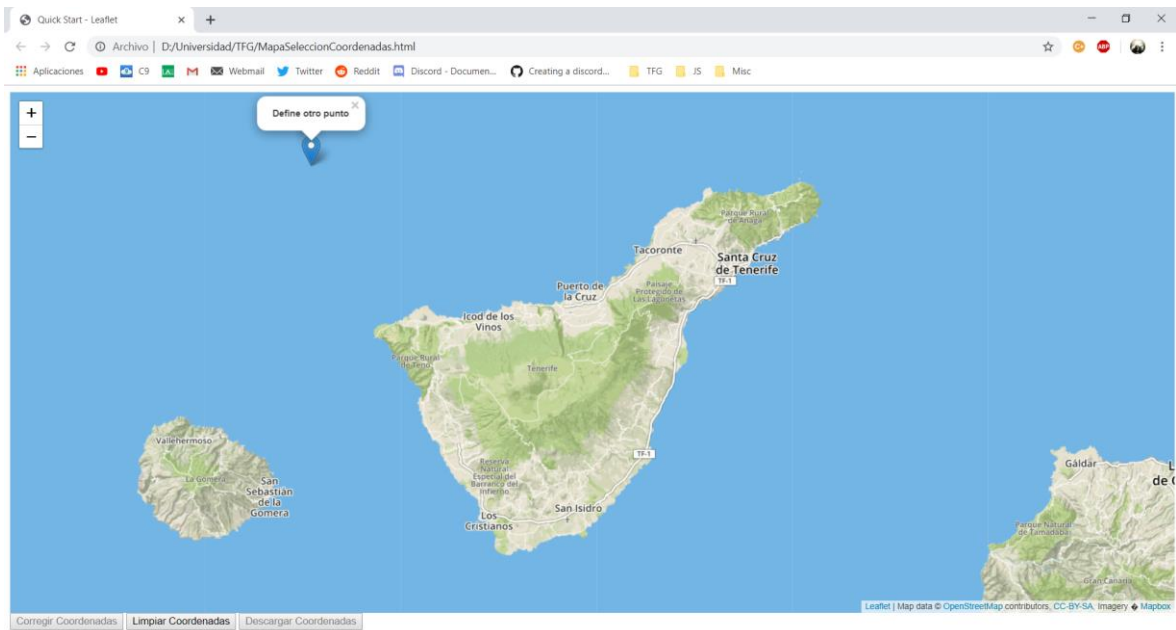 Quick Start - Leaflet
Archivo | D:/Universidad/TFG/MapaSeleccionCoordenadas.html
Aplicaciones C9 Webmail Twitter Reddit Discord - Documen... Creating a discord... TFG JS Misc
ABP
+
−
Define otro punto
Parque Rural
de Anaga
Tacoronte
Santa Cruz
de Tenerife
TF-1
Puerto de
la Cruz
Paisaje
Protegido de
Las Lagunetas
Icod de los
Vinos
Parque Rural
de Teno
Tenerife
Vallehermoso
La Gomera
San
Sebastián
de la
Gomera
Reserva
Natural
Especial del
Barranco del
Infierno
TF-1
Los
Cristianos
San Isidro
Gáldar
L
de
Parque Natural
de Tamadaba
Gran Canaria
Leaflet | Map data © OpenStreetMap contributors, CC-BY-SA, Imagery � Mapbox
Corregir Coordenadas Limpiar Coordenadas Descargar Coordenadas